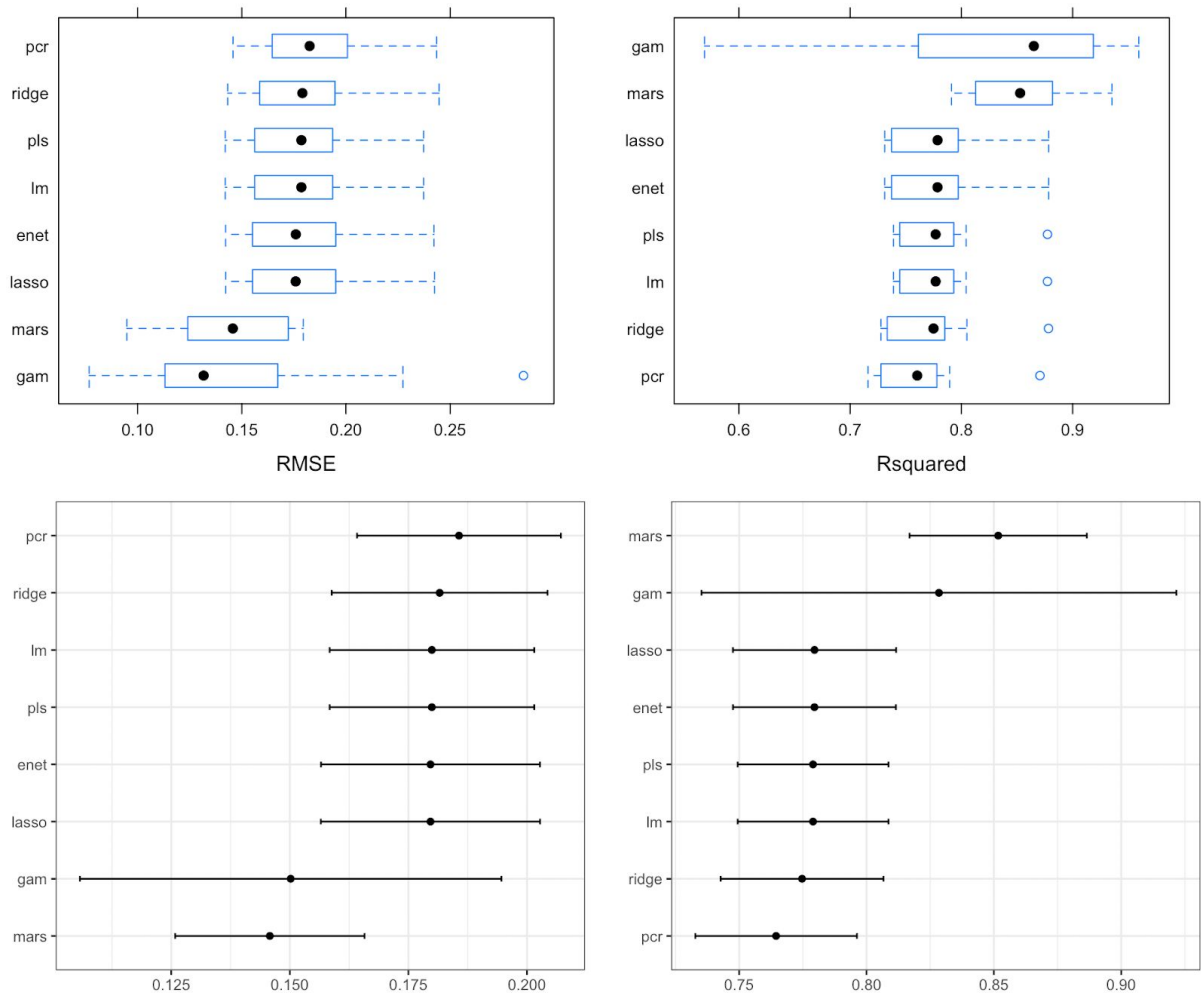 pcr
ridge
pls
lm
enet
lasso
mars
gam
0.10 0.15 0.20 0.25
RMSE
gam
mars
lasso
enet
pls
lm
ridge
pcr
0.6 0.7 0.8 0.9
Rsquared
pcr
ridge
lm
pls
enet
lasso
gam
mars
0.125 0.150 0.175 0.200
mars
gam
lasso
enet
pls
lm
ridge
pcr
0.75 0.80 0.85 0.90